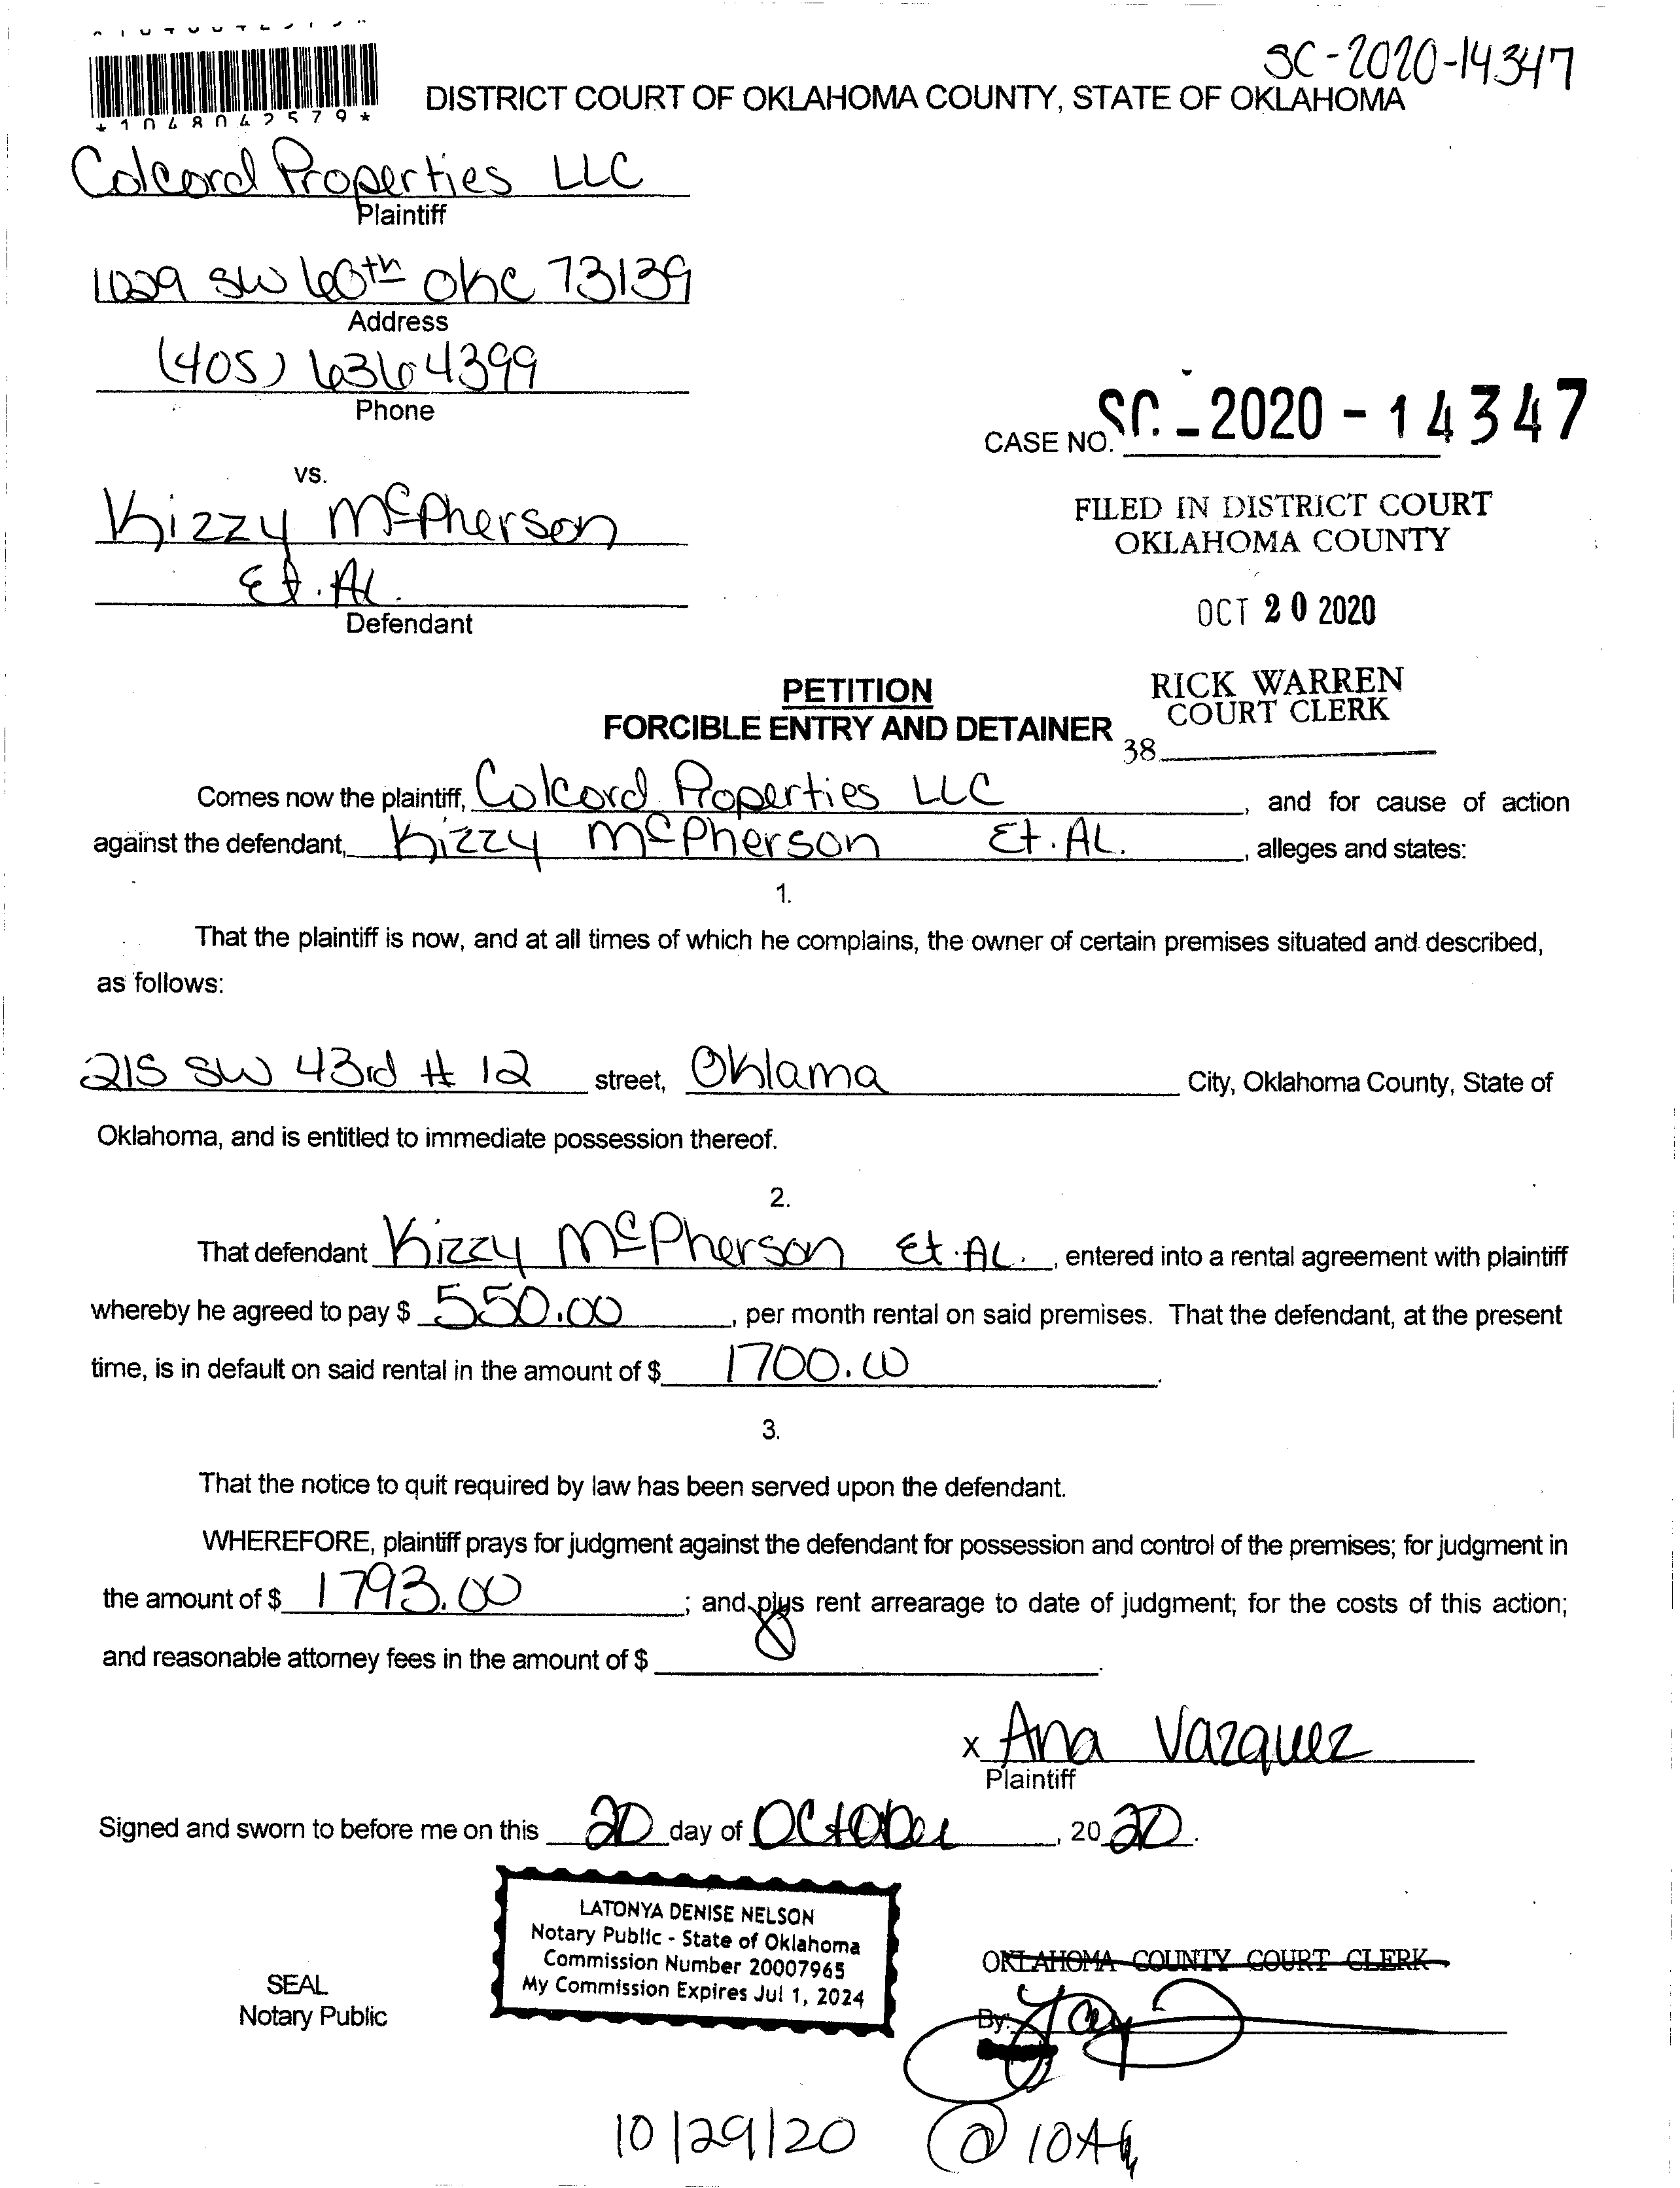 SC-2020-14347
*1048042579*
DISTRICT COURT OF OKLAHOMA COUNTY, STATE OF OKLAHOMA
Colcord Properties LLC
Plaintiff
1029 SW 60th okc 73139
Address
(405) 6364399
Phone
CASE NO. SC-2020-14347
vs.
Kizzy McPherson
Et. Al.
Defendant
FILED IN DISTRICT COURT
OKLAHOMA COUNTY
OCT 20 2020
RICK WARREN
COURT CLERK
38
PETITION
FORCIBLE ENTRY AND DETAINER
Comes now the plaintiff, Colcord Properties LLC, and for cause of action
against the defendant, Kizzy McPherson Et. AL., alleges and states:
1.
That the plaintiff is now, and at all times of which he complains, the owner of certain premises situated and described,
as follows:
215 SW 43rd # 12 street, Oklama City, Oklahoma County, State of
Oklahoma, and is entitled to immediate possession thereof.
2.
That defendant Kizzy McPherson Et. AL., entered into a rental agreement with plaintiff
whereby he agreed to pay $ 550.00, per month rental on said premises. That the defendant, at the present
time, is in default on said rental in the amount of $ 1700.00.
3.
That the notice to quit required by law has been served upon the defendant.
WHEREFORE, plaintiff prays for judgment against the defendant for possession and control of the premises; for judgment in
the amount of $ 1793.00; and plus rent arrearage to date of judgment; for the costs of this action;
and reasonable attorney fees in the amount of $
x Ana Vazquez
Plaintiff
Signed and sworn to before me on this 20 day of OCtober, 20 20.
LATONYA DENISE NELSON
Notary Public - State of Oklahoma
Commission Number 20007965
My Commission Expires Jul 1, 2024
SEAL
Notary Public
OKLAHOMA COUNTY COURT CLERK
By:
10/29/20 @ 10A